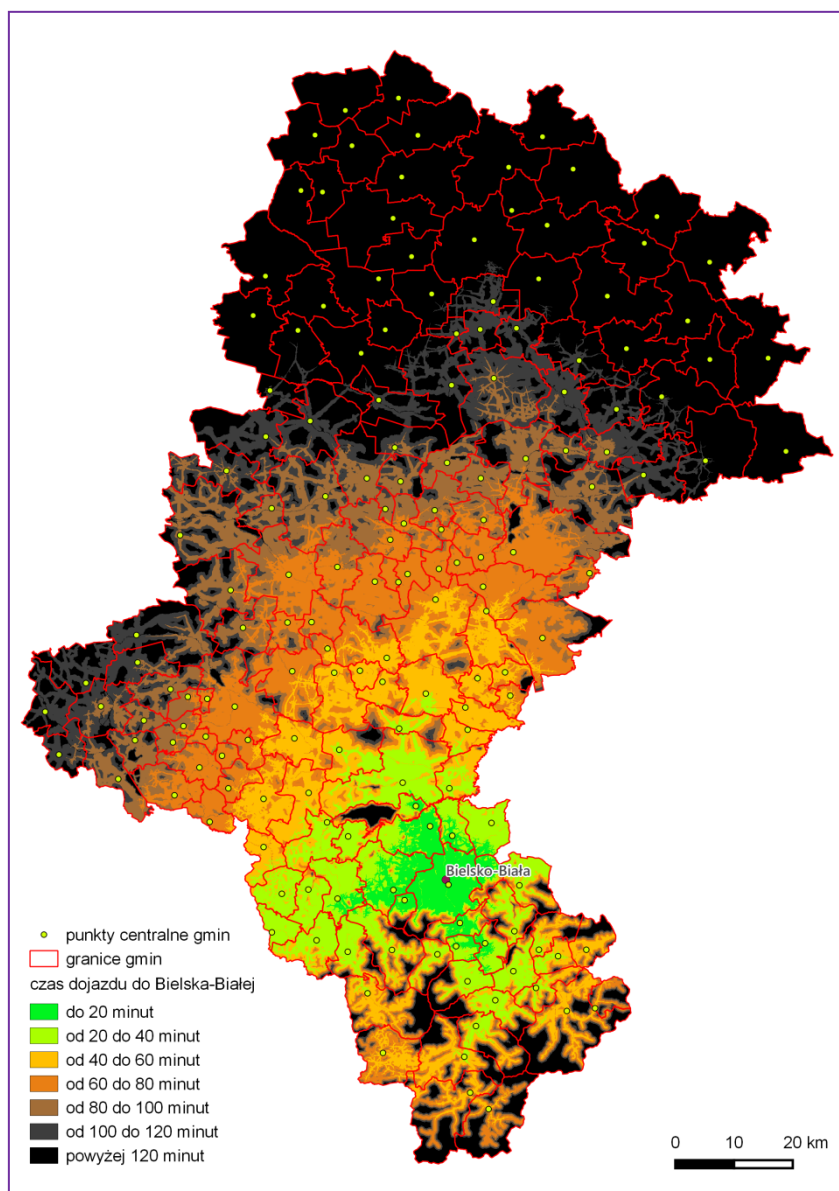 Bielsko-Biała
punkty centralne gmin
granice gmin
czas dojazdu do Bielska-Białej
do 20 minut
od 20 do 40 minut
od 40 do 60 minut
od 60 do 80 minut
od 80 do 100 minut
od 100 do 120 minut
powyżej 120 minut
0 10 20 km